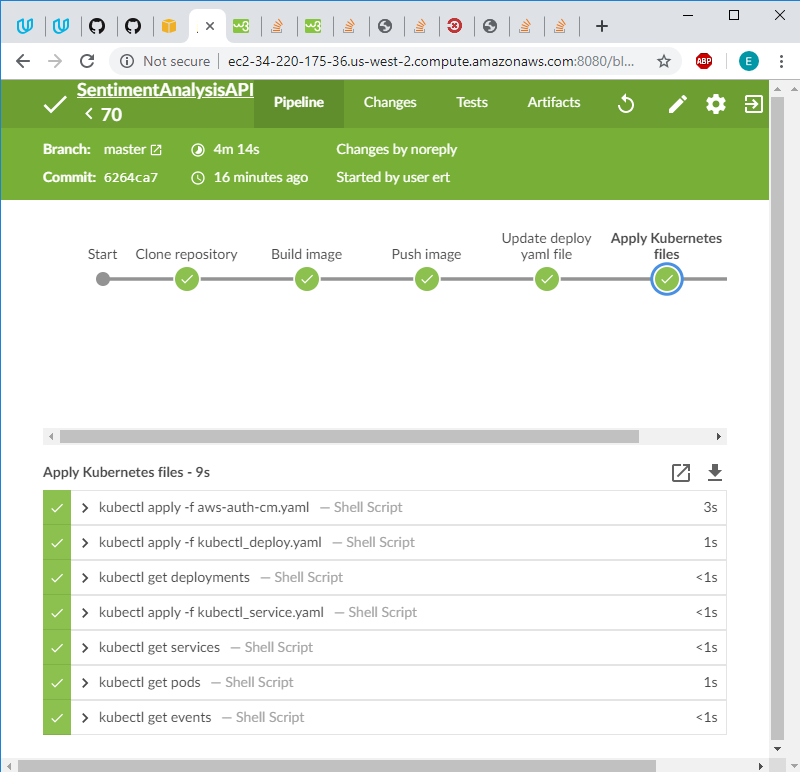 Not secure | ec2-34-220-175-36.us-west-2.compute.amazonaws.com:8080/bl... ABP E
SentimentAnalysisAPI
< 70
Pipeline Changes Tests Artifacts
Branch: master 4m 14s Changes by noreply
Commit: 6264ca7 16 minutes ago Started by user ert
Start Clone repository Build image Push image Update deploy yaml file Apply Kubernetes files
Apply Kubernetes files - 9s
kubectl apply -f aws-auth-cm.yaml — Shell Script 3s
kubectl apply -f kubectl_deploy.yaml — Shell Script 1s
kubectl get deployments — Shell Script <1s
kubectl apply -f kubectl_service.yaml — Shell Script <1s
kubectl get services — Shell Script <1s
kubectl get pods — Shell Script 1s
kubectl get events — Shell Script <1s